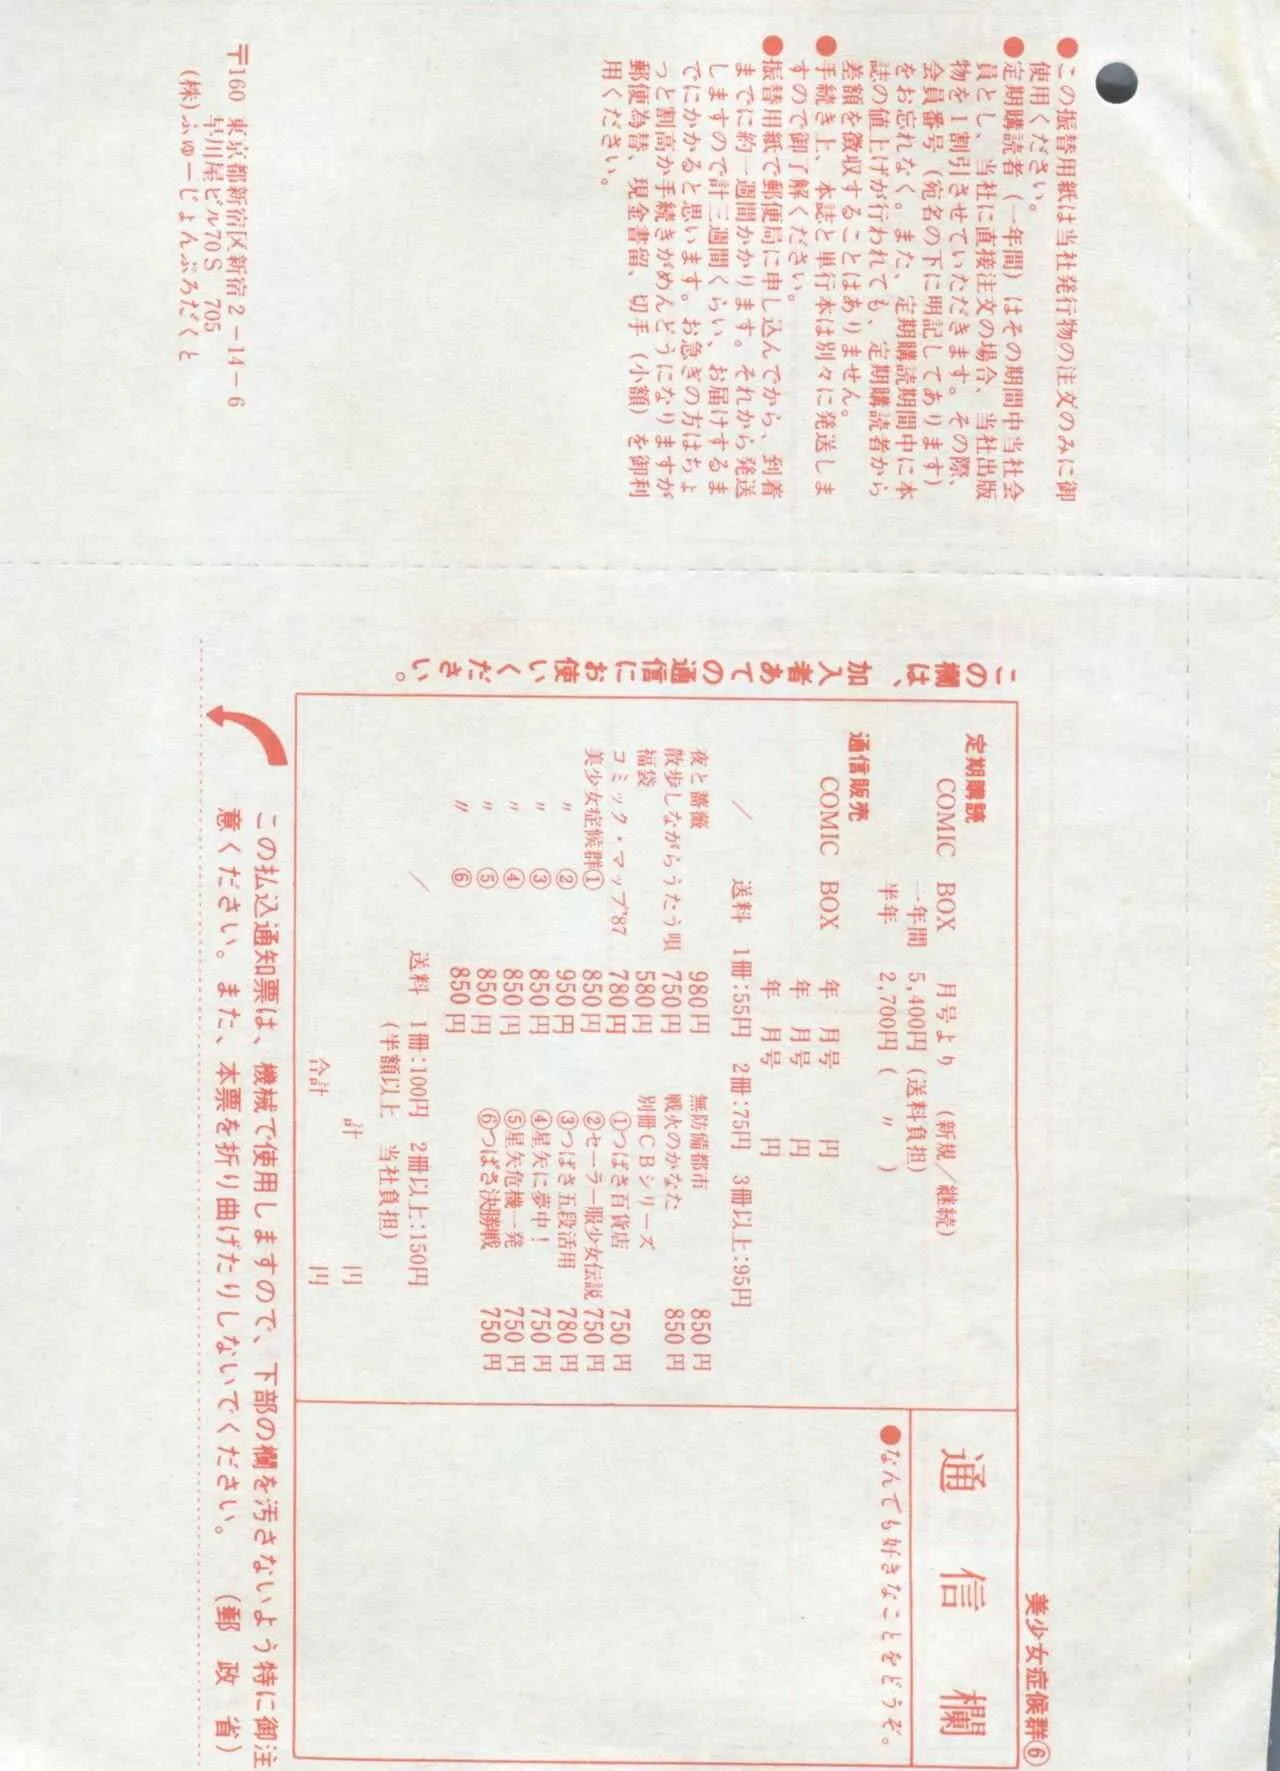 ●この振替用紙は当社発行物の注文のみに御
使用ください。
●定期購読者（一年間）はその期間中当社会
員とし、当社に直接注文の場合、当社出版
物を1割引させていただきます。その際、
会員番号（宛名の下に明記してあります）
をお忘れなく。また、定期購読期間中に本
誌の値上げが行われても、定期購読者から
差額を徴収することはありません。
●手続き上、本誌と単行本は別々に発送しま
すので御了解ください。
●振替用紙で郵便局に申し込んでから、到着
までに約一週間かかります。それから発送
しますので計三週間くらい、お届けするま
でにかかると思います。お急ぎの方はちょ
っと割高か手続きがめんどうになりますが
郵便為替、現金書留、切手（小額）を御利
用ください。
〒160 東京都新宿区新宿2－14－6
早川屋ビル70S 705
(株)ふゅーじょんぷろだくと
この欄は、加入者あての通信にお使いください。
定期購読
COMIC BOX 月号より （新規／継続）
一年間 5,400円（送料負担）
半年 2,700円（ 〃 ）
通信販売
COMIC BOX 年 月号 円
年 月号 円
年 月号 円
／ 送料 1冊:55円 2冊:75円 3冊以上:95円
夜と薔薇 980円 無防備都市 850円
散歩しながらうたう唄 750円 戦火のかなた 850円
福袋 580円 別冊CBシリーズ
コミック・マップ'87 780円 ①つばさ百貨店 750円
美少女症候群① 850円 ②セーラー服少女伝説 750円
〃 ② 950円 ③つばさ五段活用 780円
〃 ③ 850円 ④星矢に夢中！ 750円
〃 ④ 850円 ⑤星矢危機一発 750円
〃 ⑤ 850円 ⑥つばさ決勝戦 750円
〃 ⑥ 850円
／ 送料 1冊:100円 2冊以上:150円
(半額以上 当社負担)
計 円
合計 円
美少女症候群⑥
通信欄
●なんでも好きなことをどうぞ。
この払込通知票は、機械で使用しますので、下部の欄を汚さないよう特に御注
意ください。また、本票を折り曲げたりしないでください。 （郵政省）